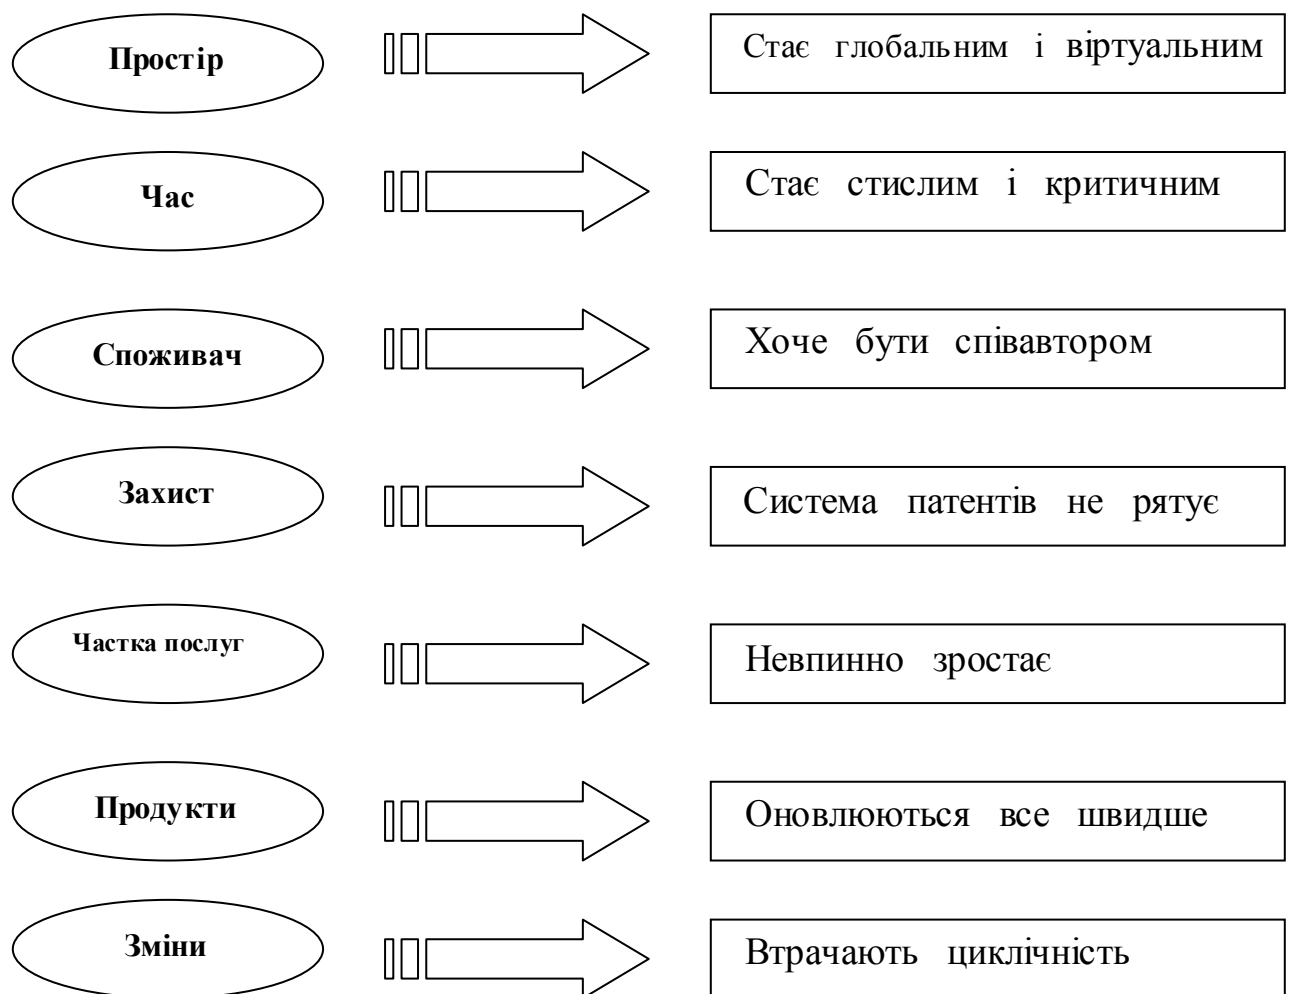 Простір
Стає глобальним і віртуальним
Час
Стає стислим і критичним
Споживач
Хоче бути співавтором
Захист
Система патентів не рятує
Частка послуг
Невпинно зростає
Продукти
Оновлюються все швидше
Зміни
Втрачають циклічність